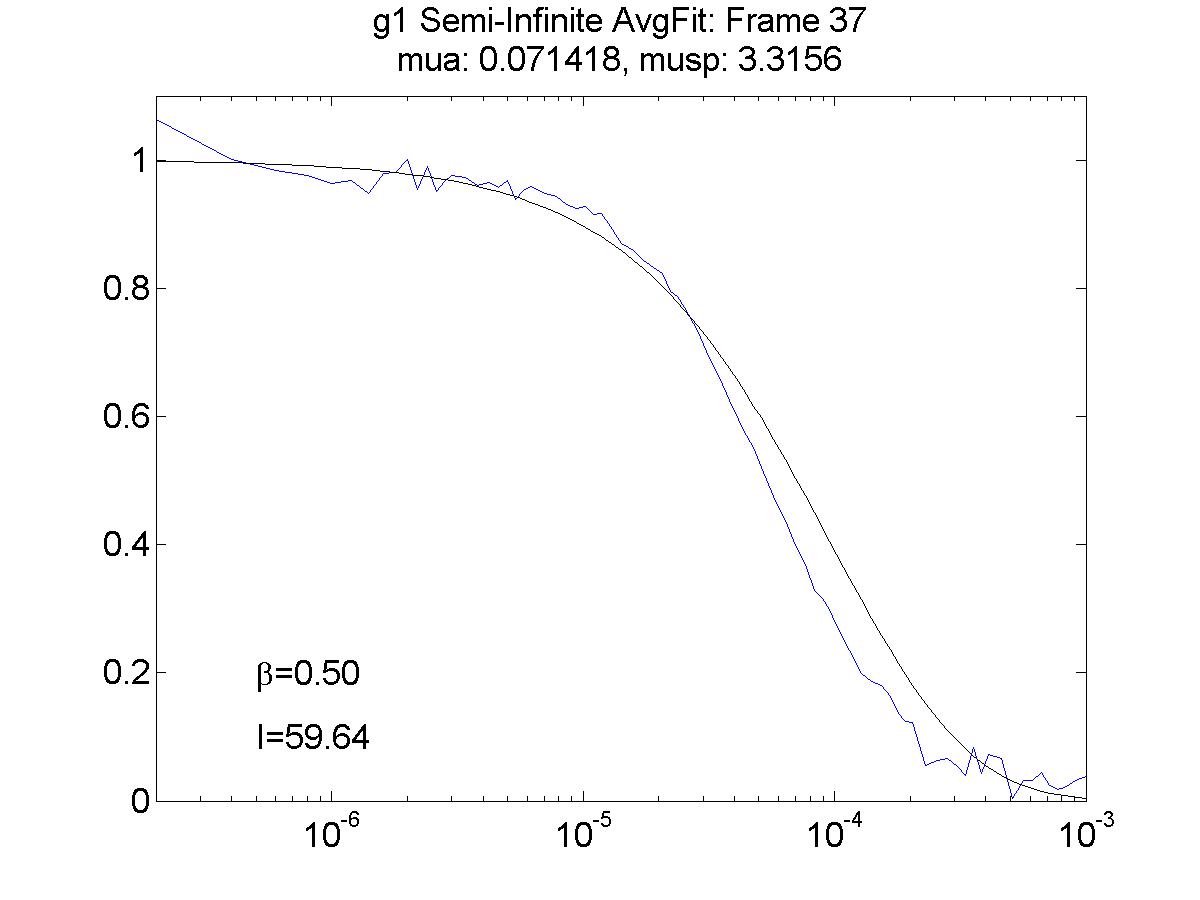 g1 Semi-Infinite AvgFit: Frame 37
mua: 0.071418, musp: 3.3156
1
0.8
0.6
0.4
0.2
0
β=0.50
I=59.64
10^-6
10^-5
10^-4
10^-3